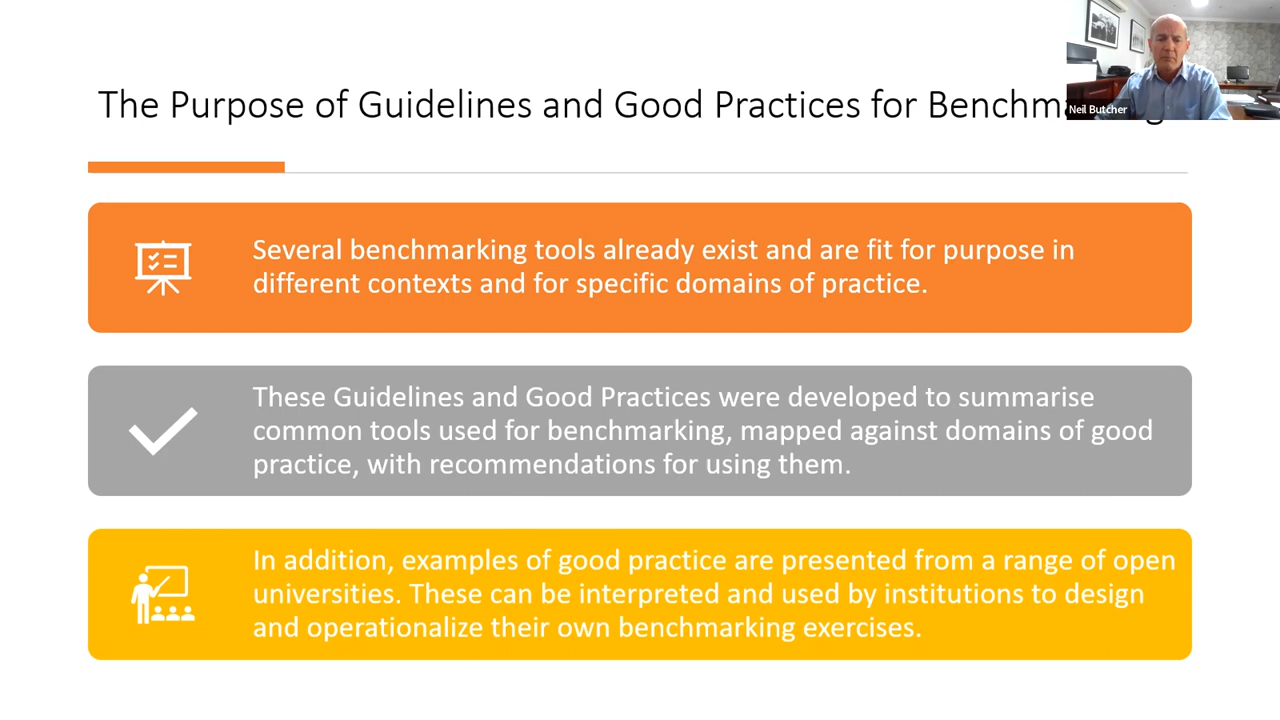 The Purpose of Guidelines and Good Practices for
Neil Butcher
Several benchmarking tools already exist and are fit for purpose in
different contexts and for specific domains of practice.
These Guidelines and Good Practices were developed to summarise
common tools used for benchmarking, mapped against domains of good
practice, with recommendations for using them.
In addition, examples of good practice are presented from a range of open
universities. These can be interpreted and used by institutions to design
and operationalize their own benchmarking exercises.